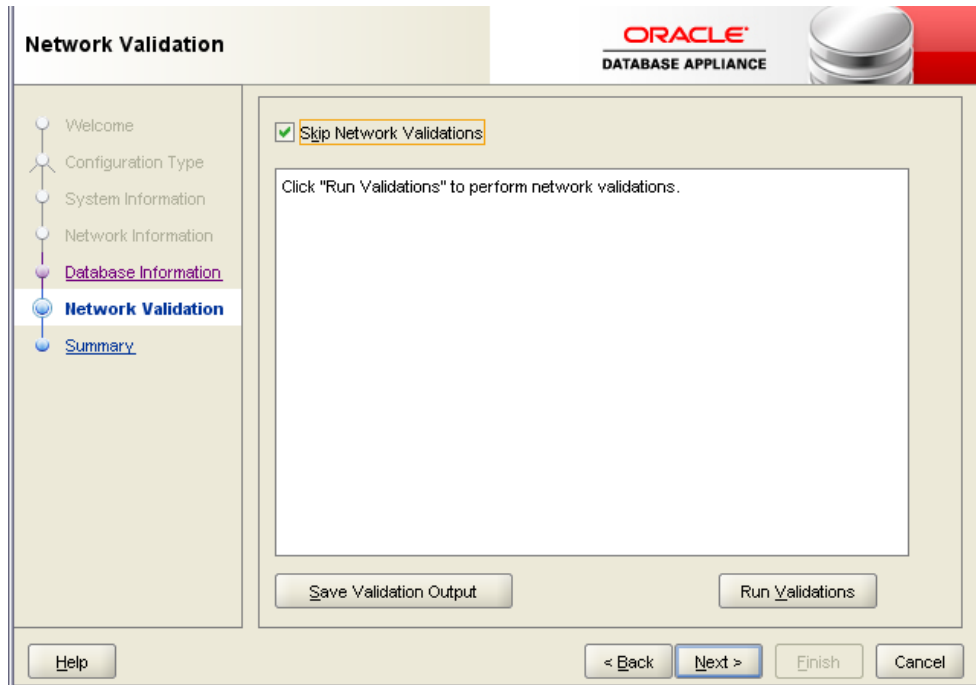 Network Validation
ORACLE
DATABASE APPLIANCE
Welcome
Configuration Type
System Information
Network Information
Database Information
Network Validation
Summary
Skip Network Validations
Click "Run Validations" to perform network validations.
Save Validation Output
Run Validations
Help
< Back
Next >
Finish
Cancel